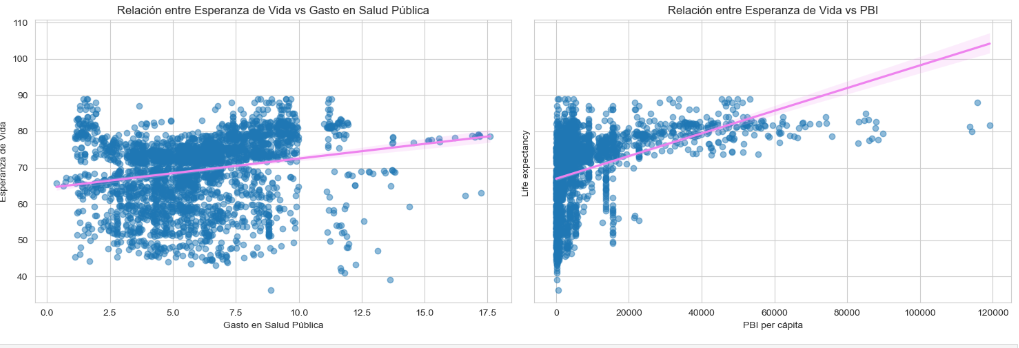 Relación entre Esperanza de Vida vs Gasto en Salud Pública
110
100
90
80
70
60
50
40
Esperanza de Vida
0.0 2.5 5.0 7.5 10.0 12.5 15.0 17.5
Gasto en Salud Pública
Relación entre Esperanza de Vida vs PBI
Life expectancy
0 20000 40000 60000 80000 100000 120000
PBI per cápita